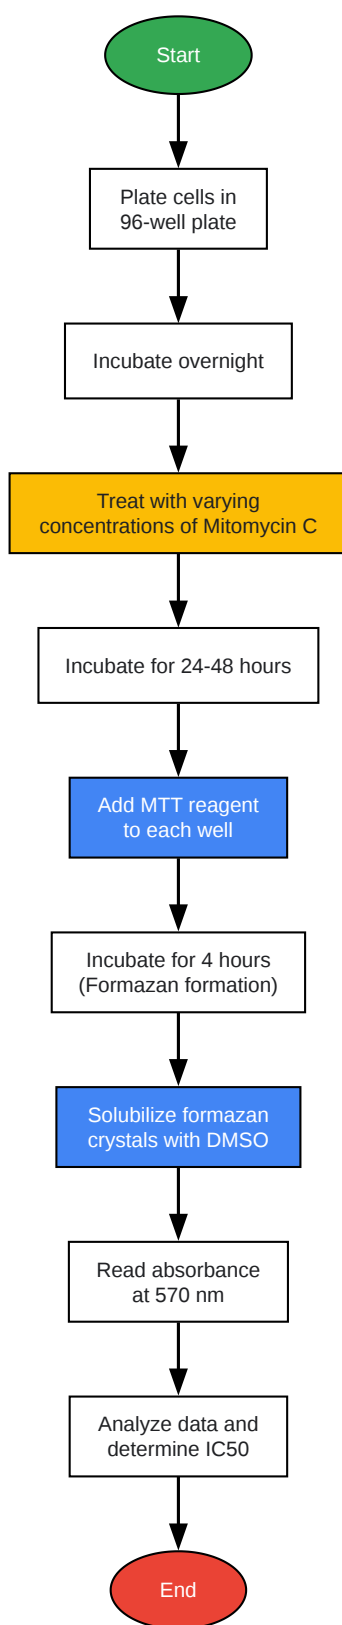 Start
Plate cells in
96-well plate
Incubate overnight
Treat with varying
concentrations of Mitomycin C
Incubate for 24-48 hours
Add MTT reagent
to each well
Incubate for 4 hours
(Formazan formation)
Solubilize formazan
crystals with DMSO
Read absorbance
at 570 nm
Analyze data and
determine IC50
End